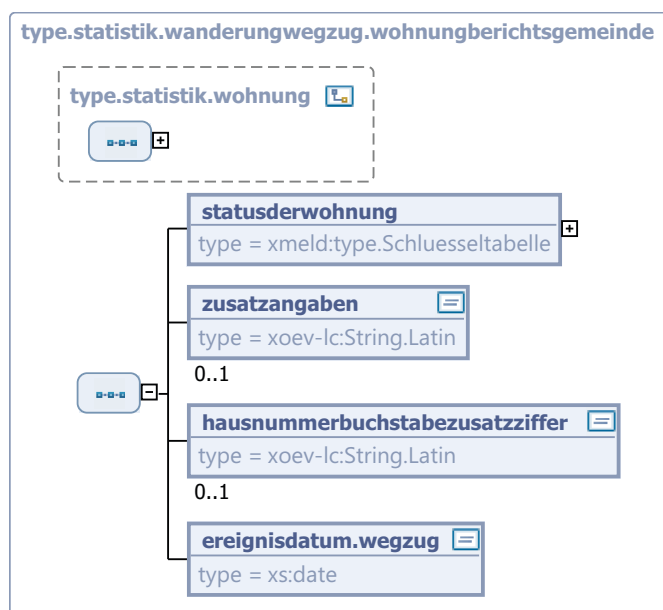 type.statistik.wanderungwegzug.wohnungberichtsgemeinde
type.statistik.wohnung
statusderwohnung
type = xmeld:type.Schluesseltabelle
zusatzangaben
type = xoev-lc:String.Latin
0..1
hausnummerbuchstabezusatzziffer
type = xoev-lc:String.Latin
0..1
ereignisdatum.wegzug
type = xs:date